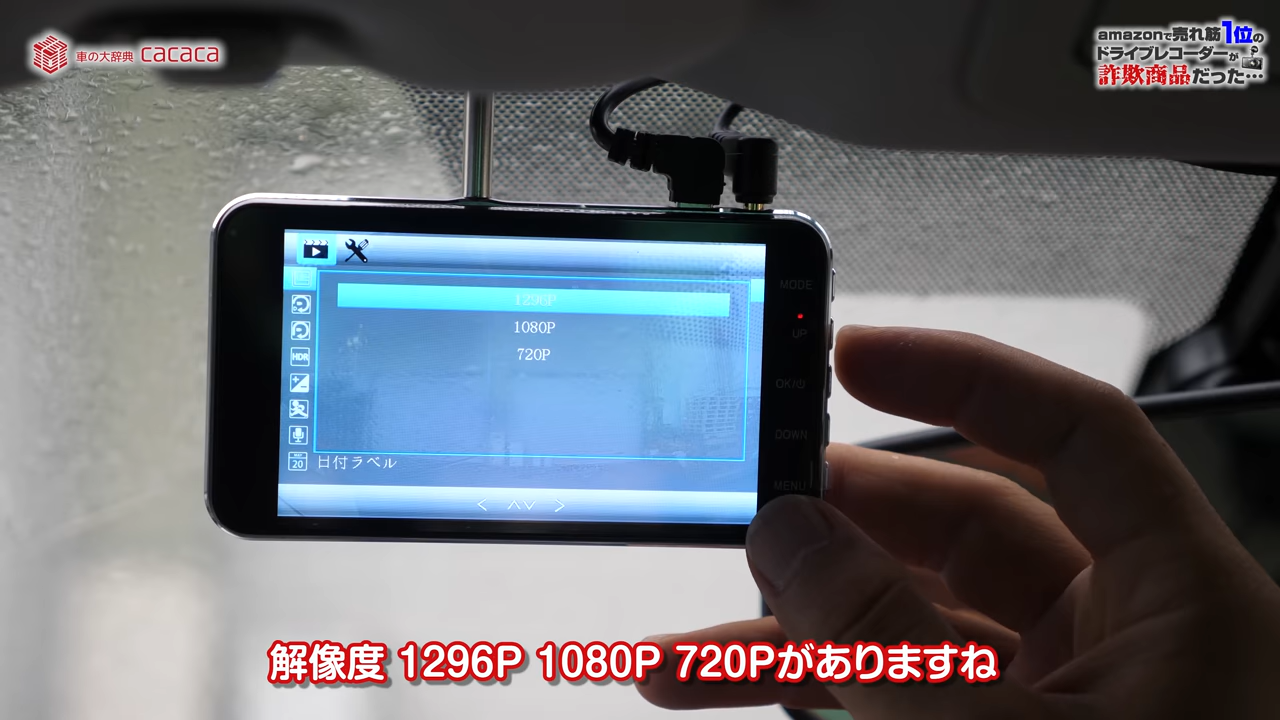 車の大辞典 cacaca
amazonで売れ筋1位の
ドライブレコーダーが
詐欺商品だった…
1296P
1080P
720P
HDR
20
日付ラベル
MODE
UP
OK/
DOWN
MENU
解像度 1296P 1080P 720Pがありますね